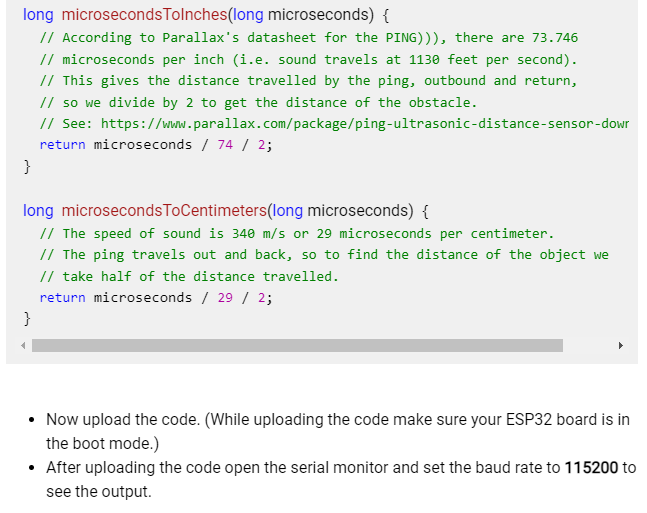 long microsecondsToInches(long microseconds) {
// According to Parallax's datasheet for the PING))), there are 73.746
// microseconds per inch (i.e. sound travels at 1130 feet per second).
// This gives the distance travelled by the ping, outbound and return,
// so we divide by 2 to get the distance of the obstacle.
// See: https://www.parallax.com/package/ping-ultrasonic-distance-sensor-dowr
return microseconds / 74 / 2;
}
long microsecondsToCentimeters(long microseconds) {
// The speed of sound is 340 m/s or 29 microseconds per centimeter.
// The ping travels out and back, so to find the distance of the object we
// take half of the distance travelled.
return microseconds / 29 / 2;
}
• Now upload the code. (While uploading the code make sure your ESP32 board is in
the boot mode.)
• After uploading the code open the serial monitor and set the baud rate to 115200 to
see the output.